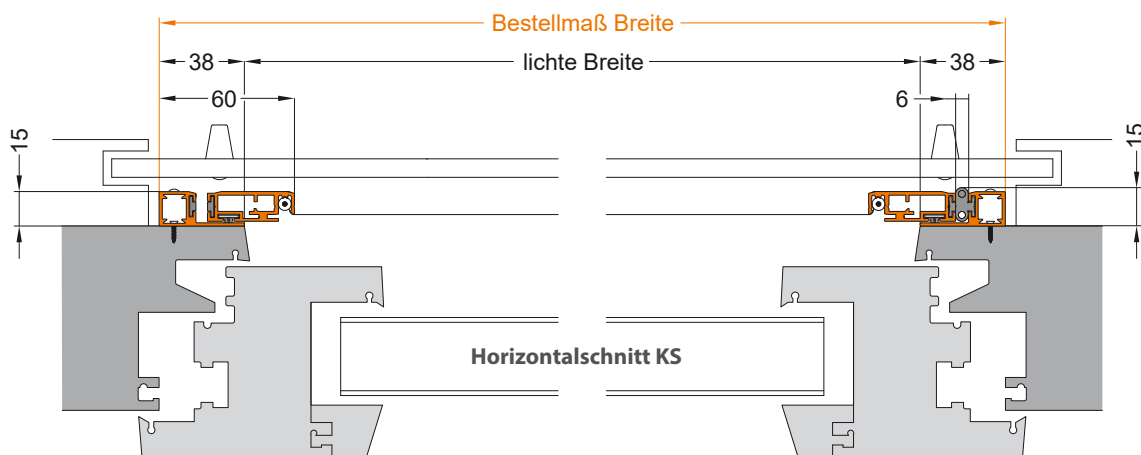 Bestellmaß Breite
38 lichte Breite 38
60 6
15 15
Horizontalschnitt KS